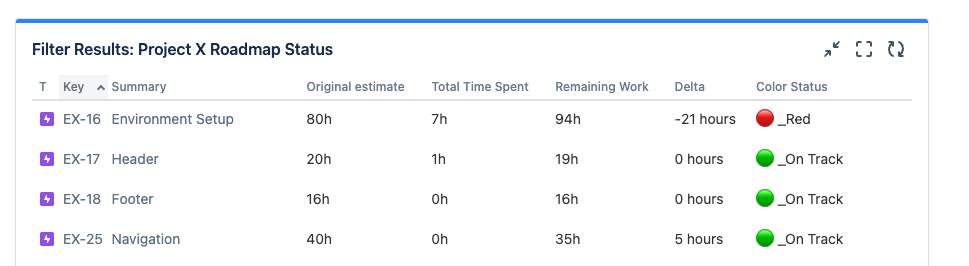 Filter Results: Project X Roadmap Status
T Key Summary Original estimate Total Time Spent Remaining Work Delta Color Status
EX-16 Environment Setup 80h 7h 94h -21 hours _Red
EX-17 Header 20h 1h 19h 0 hours _On Track
EX-18 Footer 16h 0h 16h 0 hours _On Track
EX-25 Navigation 40h 0h 35h 5 hours _On Track